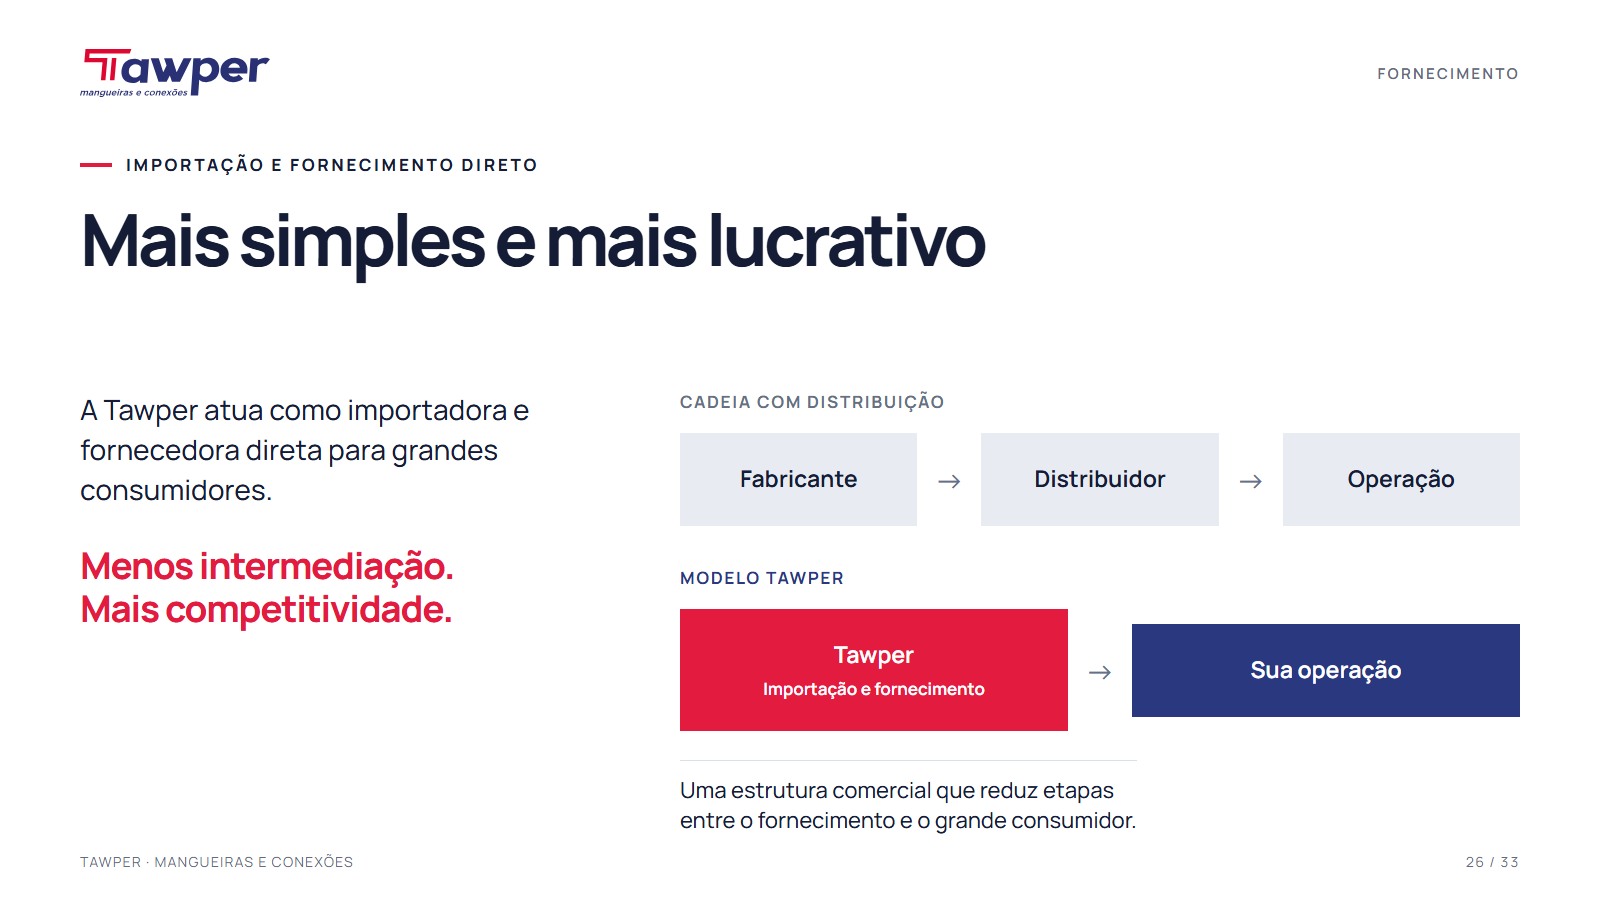 Tawper
mangueiras e conexões
FORNECIMENTO
IMPORTAÇÃO E FORNECIMENTO DIRETO
Mais simples e mais lucrativo
A Tawper atua como importadora e
fornecedora direta para grandes
consumidores.
Menos intermediação.
Mais competitividade.
CADEIA COM DISTRIBUIÇÃO
Fabricante → Distribuidor → Operação
MODELO TAWPER
Tawper
Importação e fornecimento
→ Sua operação
Uma estrutura comercial que reduz etapas
entre o fornecimento e o grande consumidor.
TAWPER · MANGUEIRAS E CONEXÕES
26 / 33